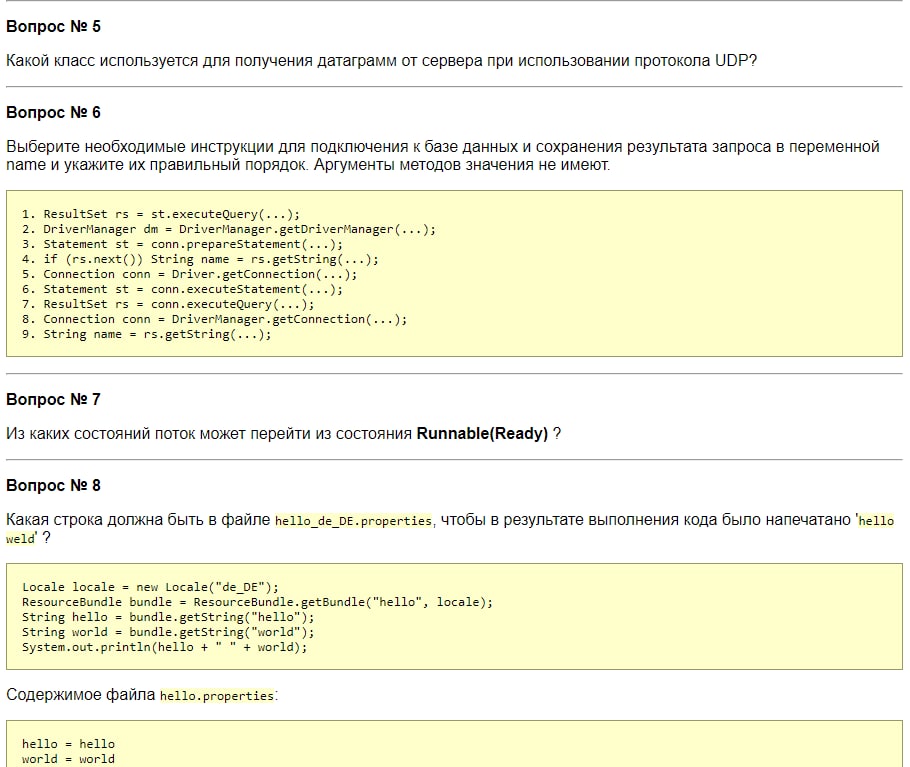 Вопрос № 5
Какой класс используется для получения датаграмм от сервера при использовании протокола UDP?
Вопрос № 6
Выберите необходимые инструкции для подключения к базе данных и сохранения результата запроса в переменной
name и укажите их правильный порядок. Аргументы методов значения не имеют.
1. ResultSet rs = st.executeQuery(...);
2. DriverManager dm = DriverManager.getDriverManager(...);
3. Statement st = conn.prepareStatement(...);
4. if (rs.next()) String name = rs.getString(...);
5. Connection conn = Driver.getConnection(...);
6. Statement st = conn.executeStatement(...);
7. ResultSet rs = conn.executeQuery(...);
8. Connection conn = DriverManager.getConnection(...);
9. String name = rs.getString(...);
Вопрос № 7
Из каких состояний поток может перейти из состояния Runnable(Ready) ?
Вопрос № 8
Какая строка должна быть в файле hello_de_DE.properties, чтобы в результате выполнения кода было напечатано 'hello
weld' ?
Locale locale = new Locale("de_DE");
ResourceBundle bundle = ResourceBundle.getBundle("hello", locale);
String hello = bundle.getString("hello");
String world = bundle.getString("world");
System.out.println(hello + " " + world);
Содержимое файла hello.properties:
hello = hello
world = world